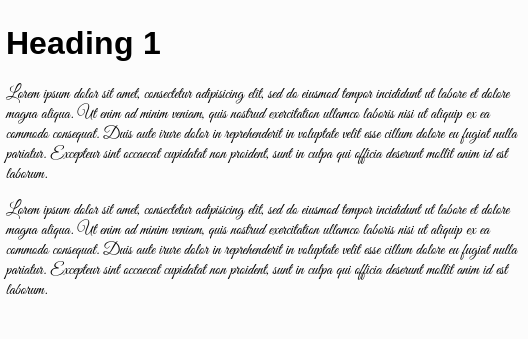 Heading 1
Lorem ipsum dolor sit amet, consectetur adipisicing elit, sed do eiusmod tempor incididunt ut labore et dolore
magna aliqua. Ut enim ad minim veniam, quis nostrud exercitation ullamco laboris nisi ut aliquip ex ea
commodo consequat. Duis aute irure dolor in reprehenderit in voluptate velit esse cillum dolore eu fugiat nulla
pariatur. Excepteur sint occaecat cupidatat non proident, sunt in culpa qui officia deserunt mollit anim id est
laborum.
Lorem ipsum dolor sit amet, consectetur adipisicing elit, sed do eiusmod tempor incididunt ut labore et dolore
magna aliqua. Ut enim ad minim veniam, quis nostrud exercitation ullamco laboris nisi ut aliquip ex ea
commodo consequat. Duis aute irure dolor in reprehenderit in voluptate velit esse cillum dolore eu fugiat nulla
pariatur. Excepteur sint occaecat cupidatat non proident, sunt in culpa qui officia deserunt mollit anim id est
laborum.